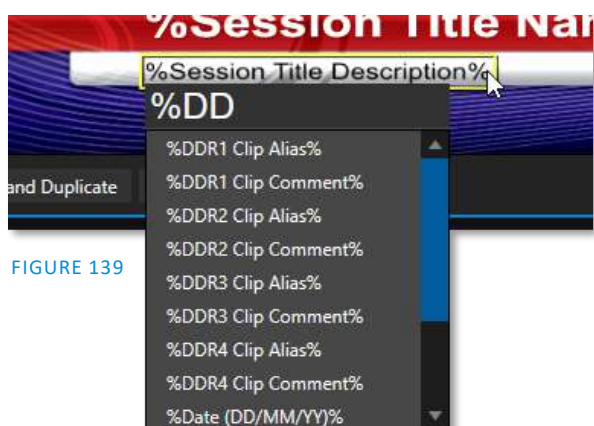 %Session Title Nar
%Session Title Description%
%DD
%DDR1 Clip Alias%
%DDR1 Clip Comment%
and Duplicate
%DDR2 Clip Alias%
%DDR2 Clip Comment%
FIGURE 139
%DDR3 Clip Alias%
%DDR3 Clip Comment%
%DDR4 Clip Alias%
%DDR4 Clip Comment%
%Date (DD/MM/YY)%